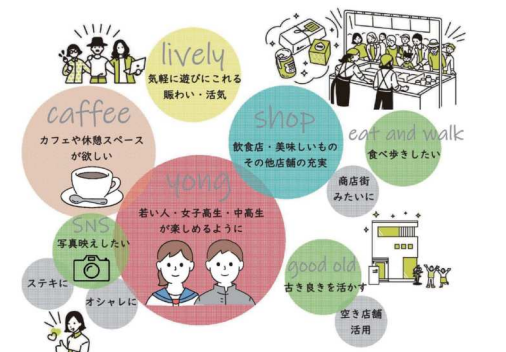 lively
気軽に遊びにこれる
賑わい・活気
caffee
カフェや休憩スペース
が欲しい
shop
飲食店・美味しいもの
その他店舗の充実
eat and walk
食べ歩きしたい
商店街
みたいに
yong
若い人・女子高生・中高生
が楽しめるように
SNS
写真映えしたい
ステキに
オシャレに
good old
古き良きを活かす
空き店舗
活用